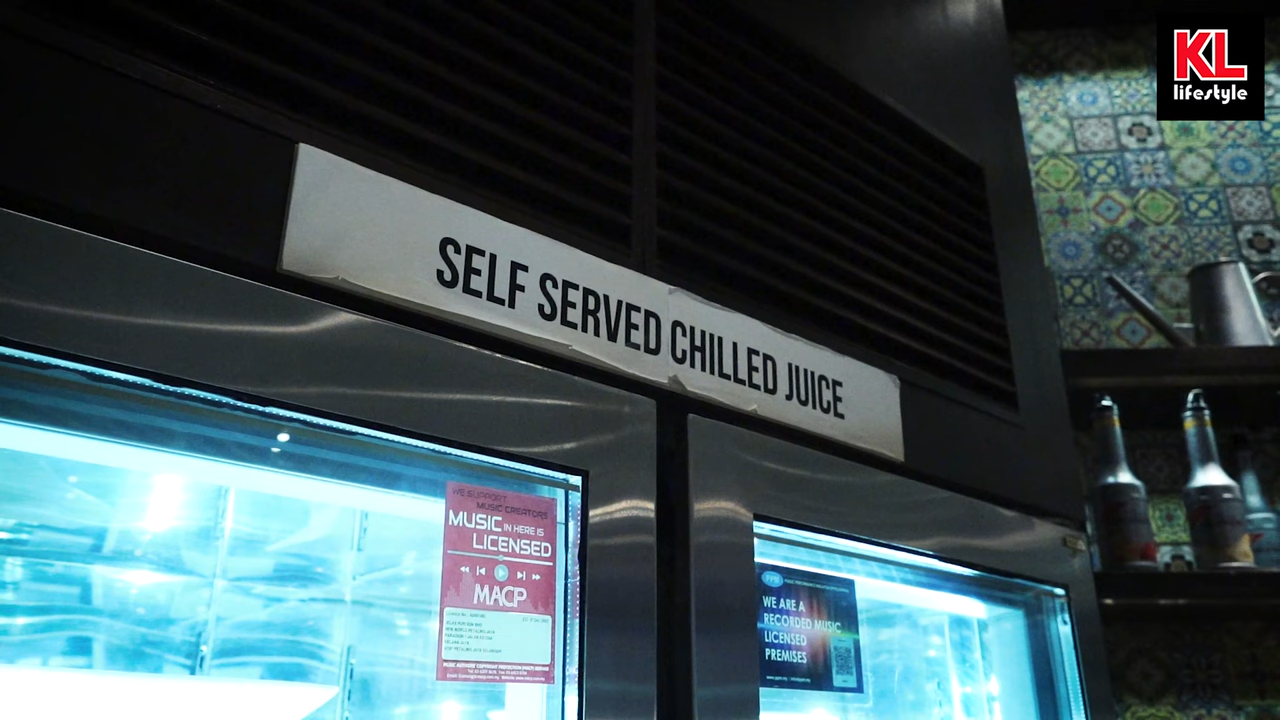 KL
lifestyle
SELF SERVED CHILLED JUICE
WE SUPPORT
MUSIC CREATORS
MUSIC IN HERE IS
LICENSED
MACP
WE ARE A
RECORDED MUSIC
LICENSED
PREMISES